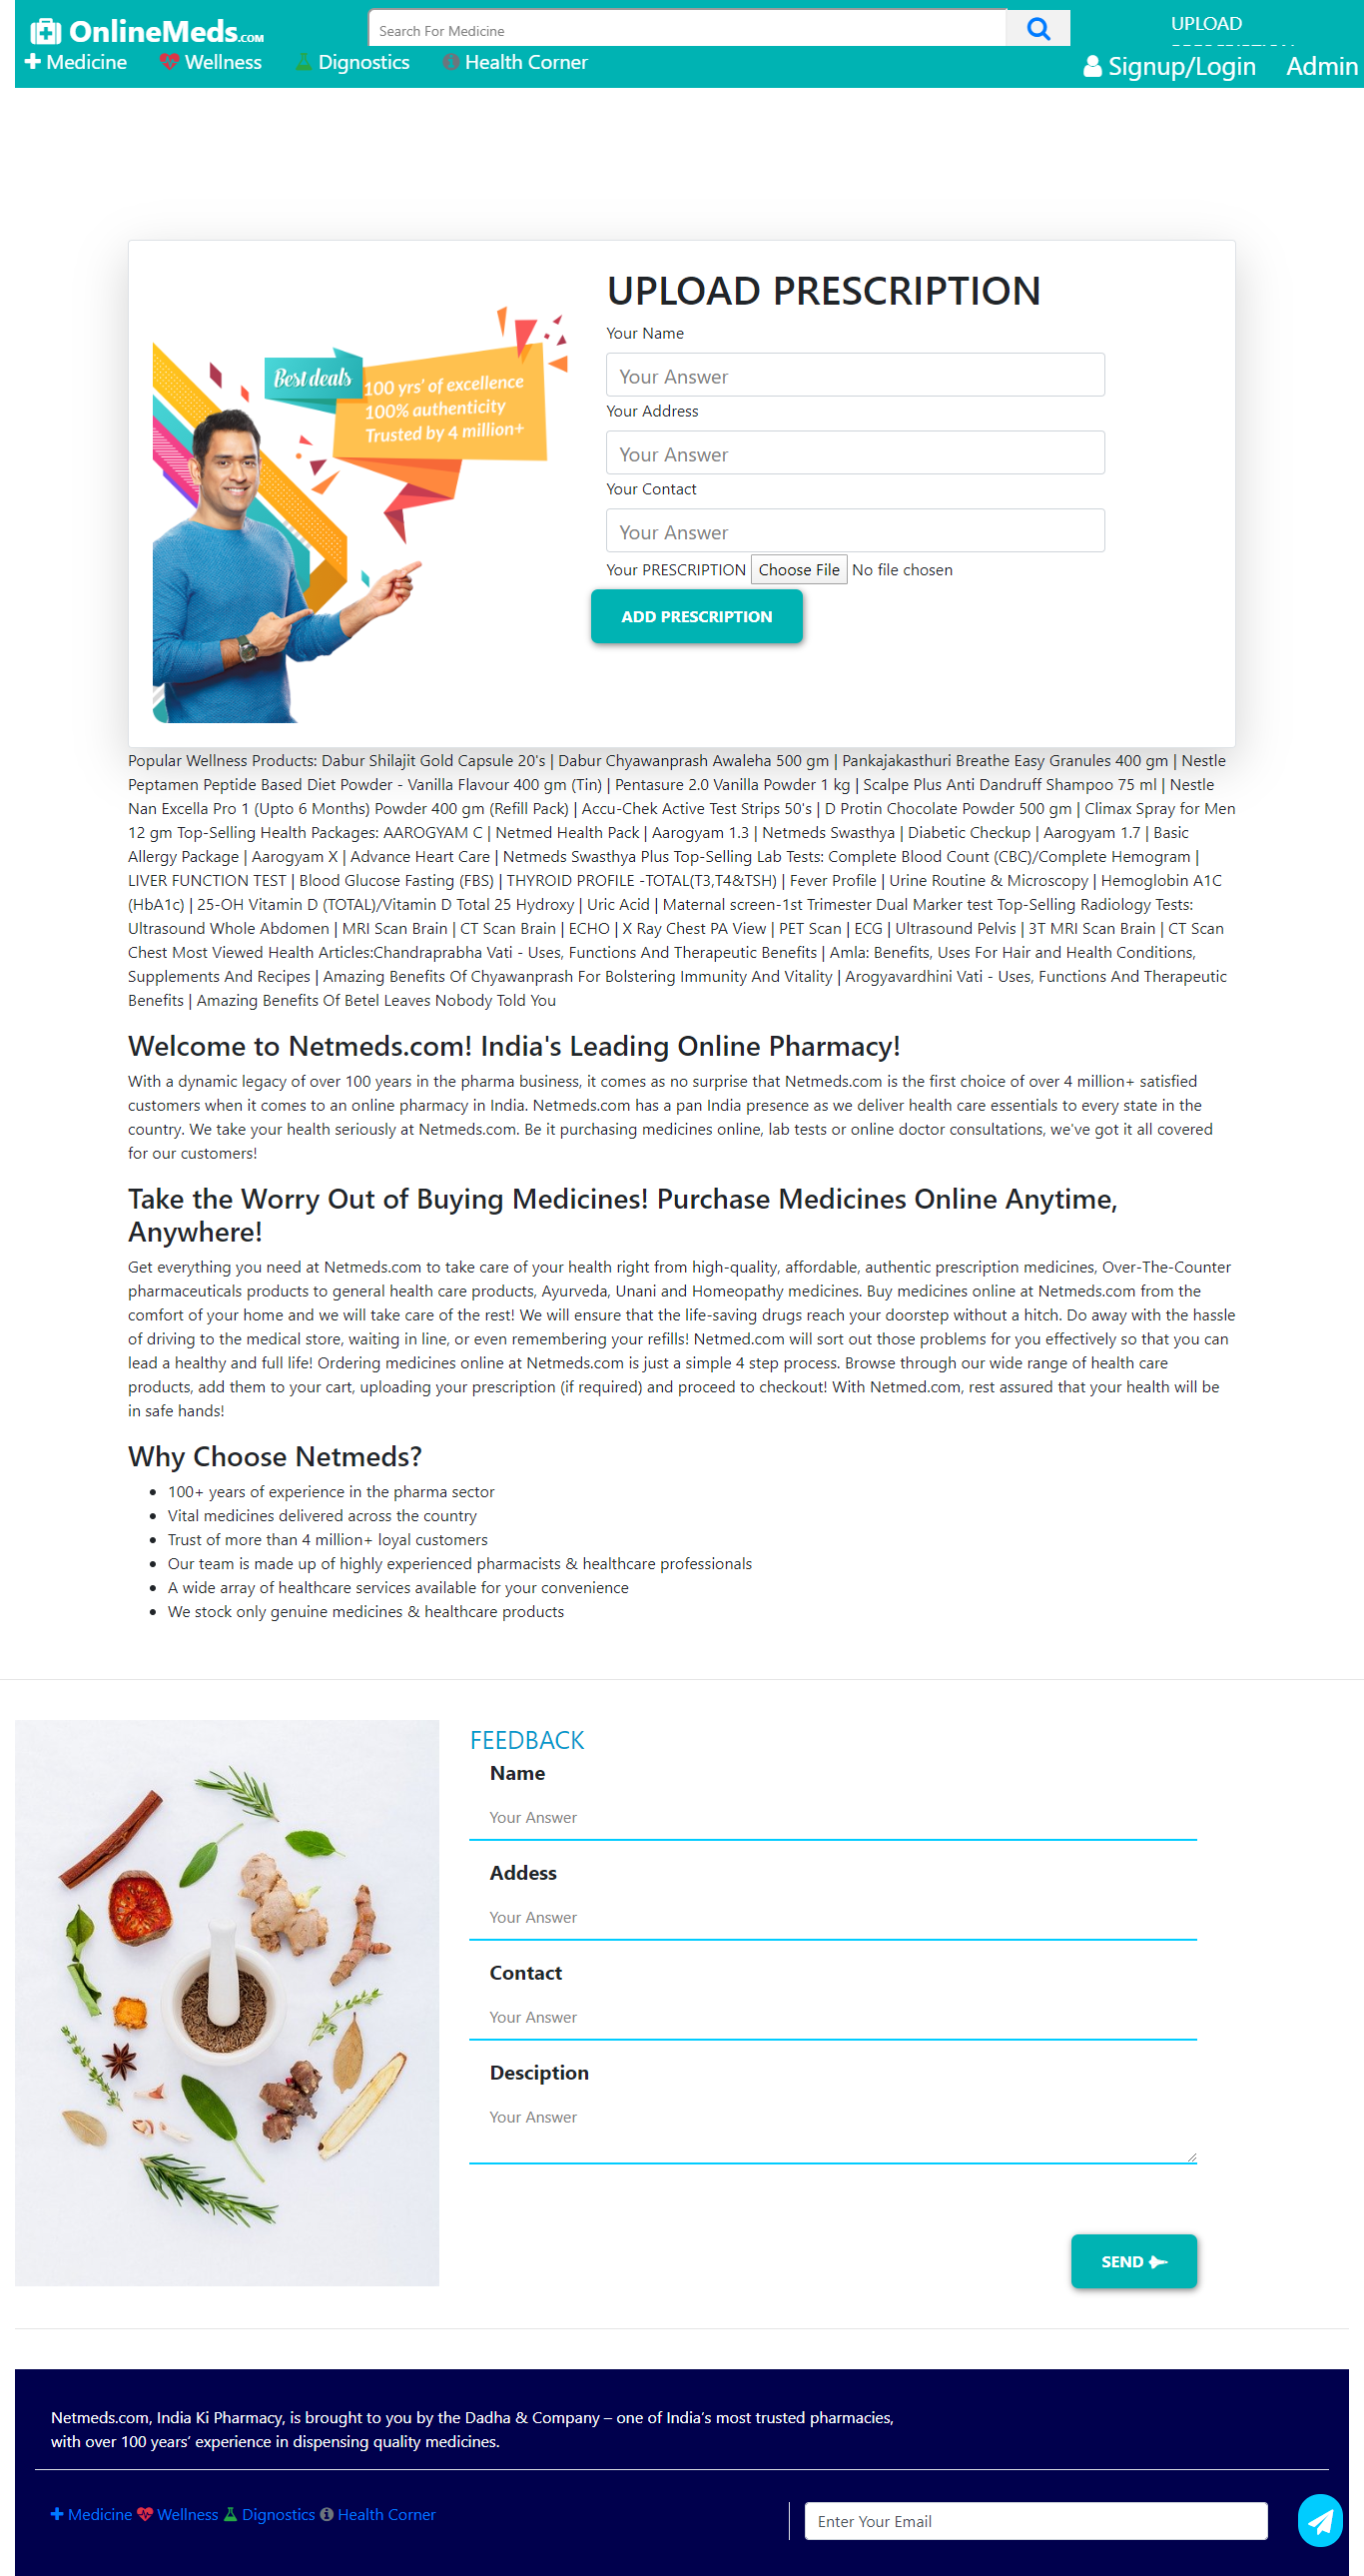 OnlineMeds.COM
Search For Medicine
UPLOAD
Medicine Wellness Dignostics Health Corner
Signup/Login Admin
UPLOAD PRESCRIPTION
Your Name
Your Answer
Your Address
Your Answer
Your Contact
Your Answer
Your PRESCRIPTION Choose File No file chosen
ADD PRESCRIPTION
Best deals
100 yrs' of excellence
100% authenticity
Trusted by 4 million+
Popular Wellness Products: Dabur Shilajit Gold Capsule 20's | Dabur Chyawanprash Awaleha 500 gm | Pankajakasthuri Breathe Easy Granules 400 gm | Nestle
Peptamen Peptide Based Diet Powder - Vanilla Flavour 400 gm (Tin) | Pentasure 2.0 Vanilla Powder 1 kg | Scalpe Plus Anti Dandruff Shampoo 75 ml | Nestle
Nan Excella Pro 1 (Upto 6 Months) Powder 400 gm (Refill Pack) | Accu-Chek Active Test Strips 50's | D Protin Chocolate Powder 500 gm | Climax Spray for Men
12 gm Top-Selling Health Packages: AAROGYAM C | Netmed Health Pack | Aarogyam 1.3 | Netmeds Swasthya | Diabetic Checkup | Aarogyam 1.7 | Basic
Allergy Package | Aarogyam X | Advance Heart Care | Netmeds Swasthya Plus Top-Selling Lab Tests: Complete Blood Count (CBC)/Complete Hemogram |
LIVER FUNCTION TEST | Blood Glucose Fasting (FBS) | THYROID PROFILE -TOTAL(T3,T4&TSH) | Fever Profile | Urine Routine & Microscopy | Hemoglobin A1C
(HbA1c) | 25-OH Vitamin D (TOTAL)/Vitamin D Total 25 Hydroxy | Uric Acid | Maternal screen-1st Trimester Dual Marker test Top-Selling Radiology Tests:
Ultrasound Whole Abdomen | MRI Scan Brain | CT Scan Brain | ECHO | X Ray Chest PA View | PET Scan | ECG | Ultrasound Pelvis | 3T MRI Scan Brain | CT Scan
Chest Most Viewed Health Articles:Chandraprabha Vati - Uses, Functions And Therapeutic Benefits | Amla: Benefits, Uses For Hair and Health Conditions,
Supplements And Recipes | Amazing Benefits Of Chyawanprash For Bolstering Immunity And Vitality | Arogyavardhini Vati - Uses, Functions And Therapeutic
Benefits | Amazing Benefits Of Betel Leaves Nobody Told You
Welcome to Netmeds.com! India's Leading Online Pharmacy!
With a dynamic legacy of over 100 years in the pharma business, it comes as no surprise that Netmeds.com is the first choice of over 4 million+ satisfied
customers when it comes to an online pharmacy in India. Netmeds.com has a pan India presence as we deliver health care essentials to every state in the
country. We take your health seriously at Netmeds.com. Be it purchasing medicines online, lab tests or online doctor consultations, we've got it all covered
for our customers!
Take the Worry Out of Buying Medicines! Purchase Medicines Online Anytime,
Anywhere!
Get everything you need at Netmeds.com to take care of your health right from high-quality, affordable, authentic prescription medicines, Over-The-Counter
pharmaceuticals products to general health care products, Ayurveda, Unani and Homeopathy medicines. Buy medicines online at Netmeds.com from the
comfort of your home and we will take care of the rest! We will ensure that the life-saving drugs reach your doorstep without a hitch. Do away with the hassle
of driving to the medical store, waiting in line, or even remembering your refills! Netmed.com will sort out those problems for you effectively so that you can
lead a healthy and full life! Ordering medicines online at Netmeds.com is just a simple 4 step process. Browse through our wide range of health care
products, add them to your cart, uploading your prescription (if required) and proceed to checkout! With Netmed.com, rest assured that your health will be
in safe hands!
Why Choose Netmeds?
100+ years of experience in the pharma sector
Vital medicines delivered across the country
Trust of more than 4 million+ loyal customers
Our team is made up of highly experienced pharmacists & healthcare professionals
A wide array of healthcare services available for your convenience
We stock only genuine medicines & healthcare products
FEEDBACK
Name
Your Answer
Addess
Your Answer
Contact
Your Answer
Desciption
Your Answer
SEND
Netmeds.com, India Ki Pharmacy, is brought to you by the Dadha & Company – one of India's most trusted pharmacies,
with over 100 years' experience in dispensing quality medicines.
Medicine Wellness Dignostics Health Corner
Enter Your Email